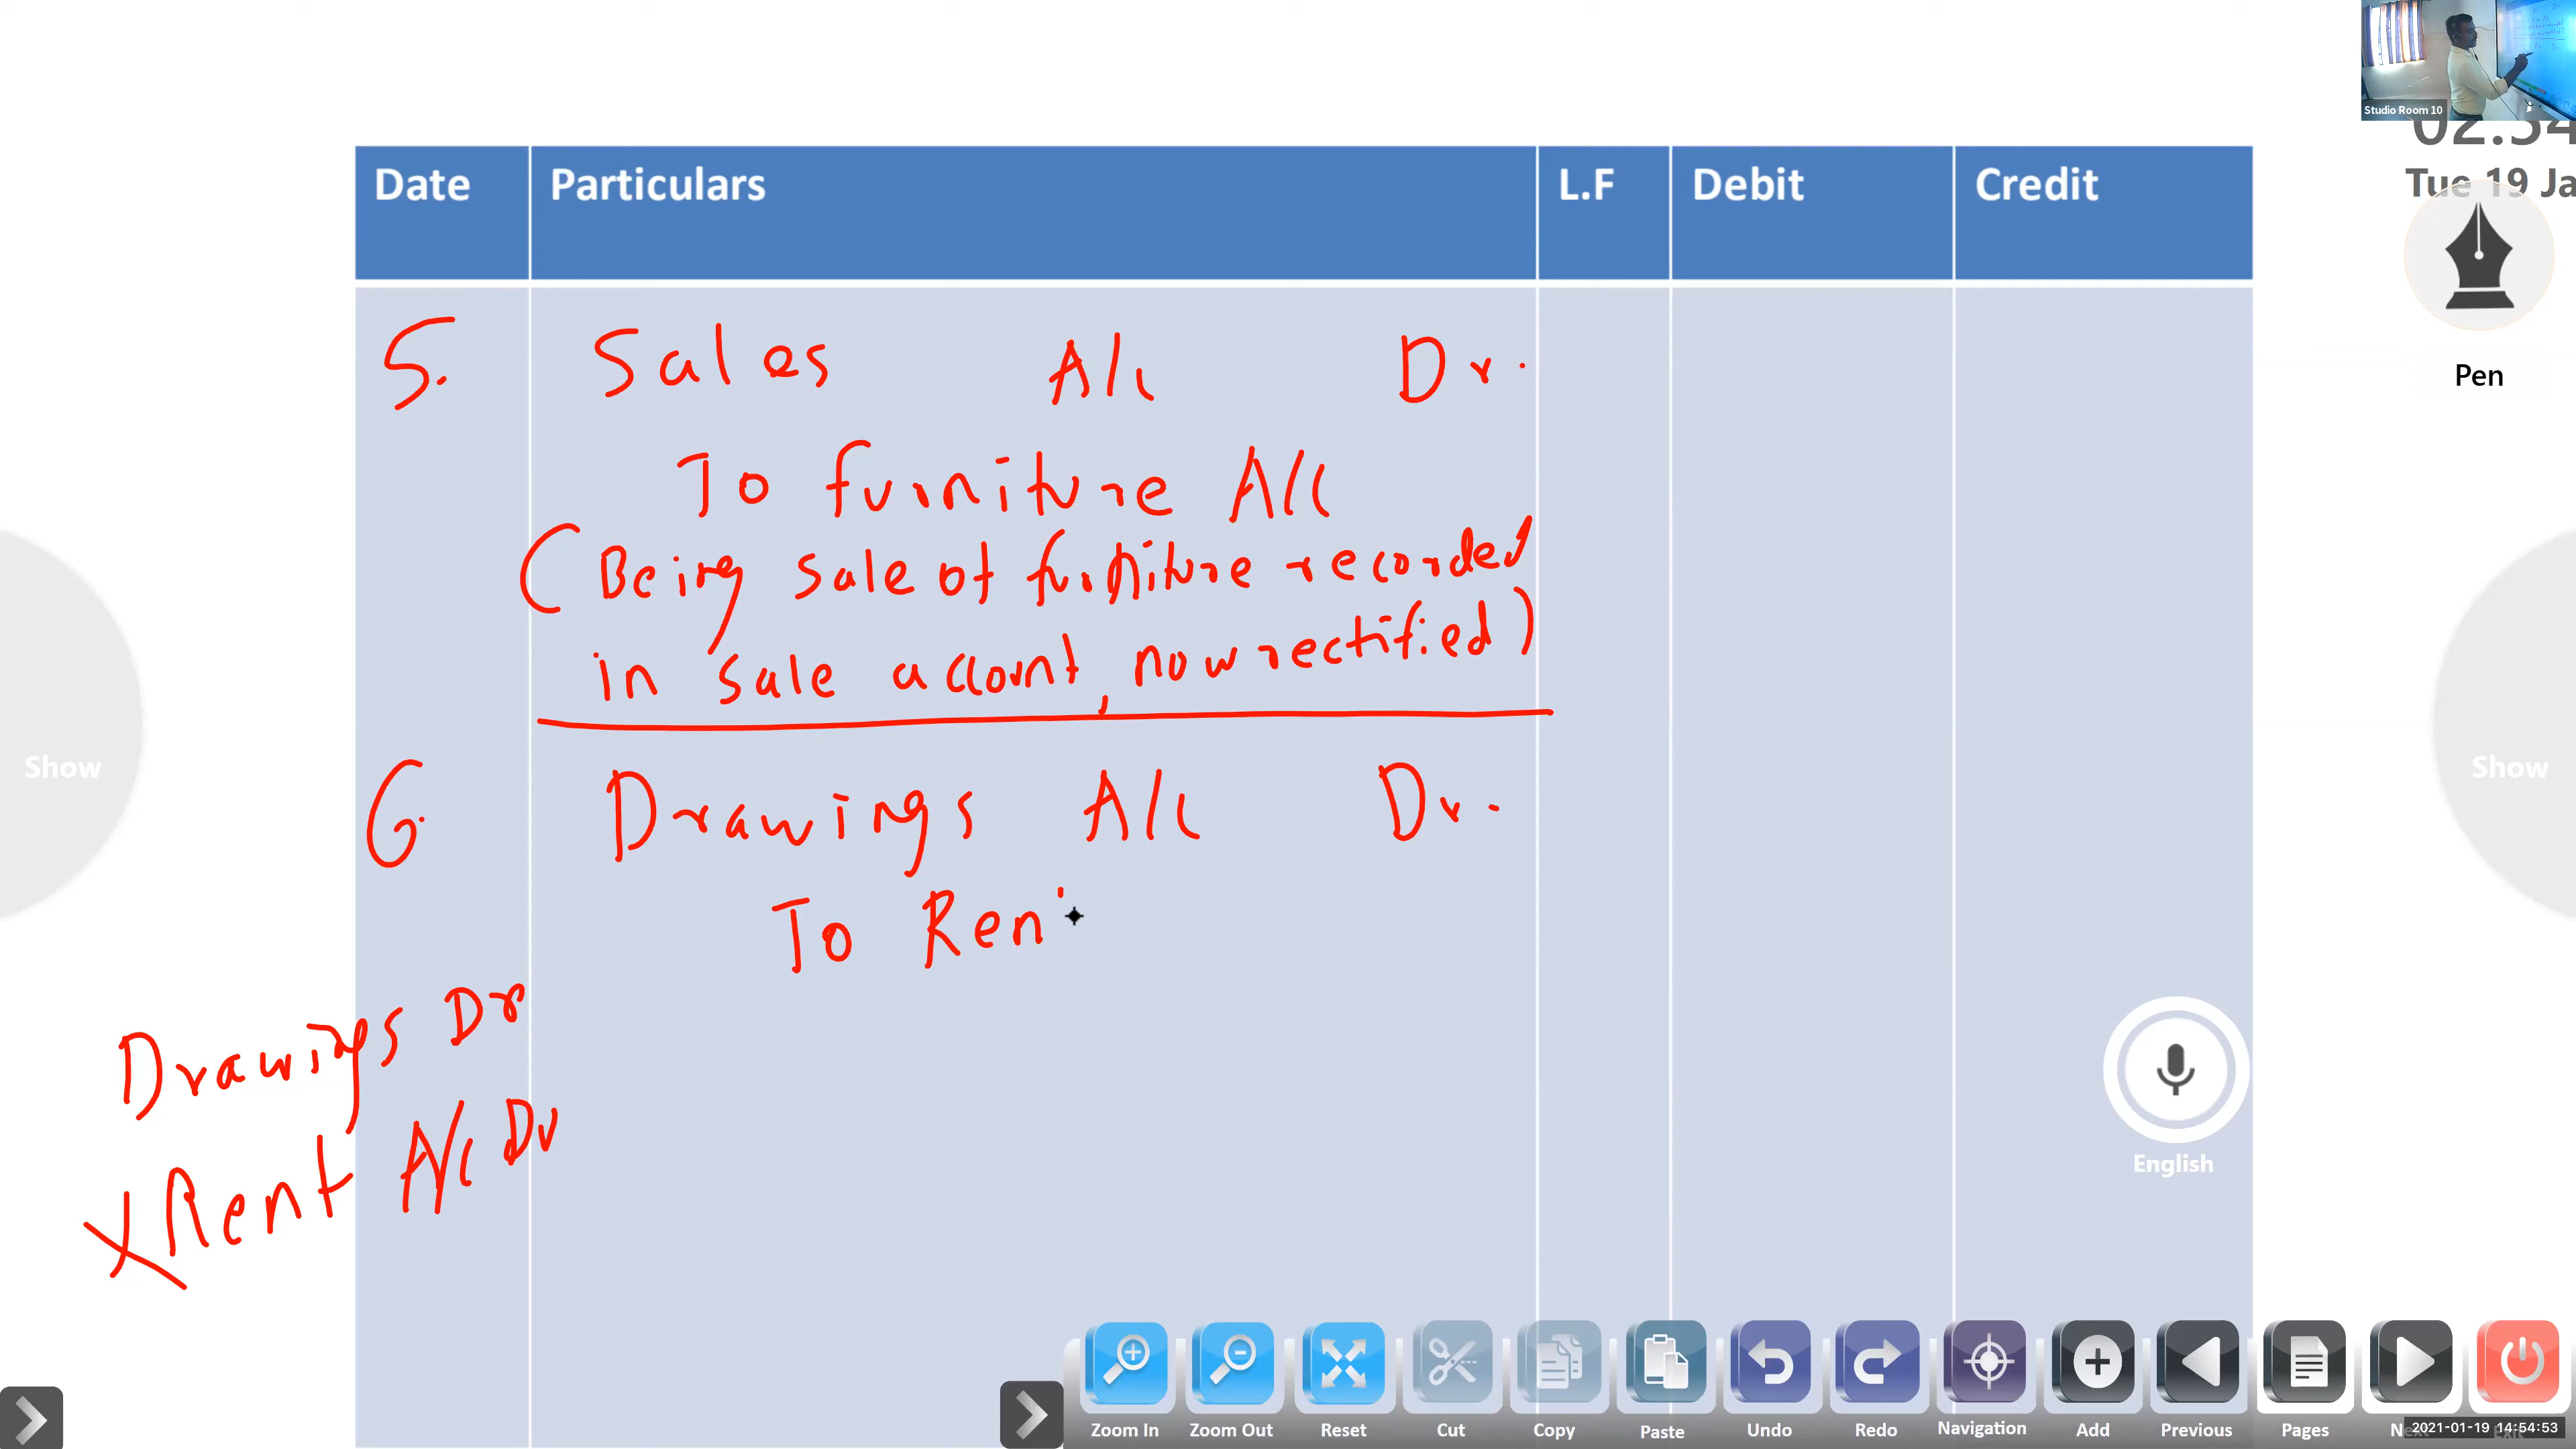 Studio Room 10
02:54
Tue 19 Ja
Date Particulars L.F Debit Credit
Pen
5. Sales A/c Dr.
To furniture A/c
(Being sale of furniture recorded
in sale account, now rectified)
Show
Show
6. Drawings A/c Dr.
To Ren
Drawings Dr
X Rent A/c Dr
English
Zoom In Zoom Out Reset Cut Copy Paste Undo Redo Navigation Add Previous Pages
2021-01-19 14:54:53